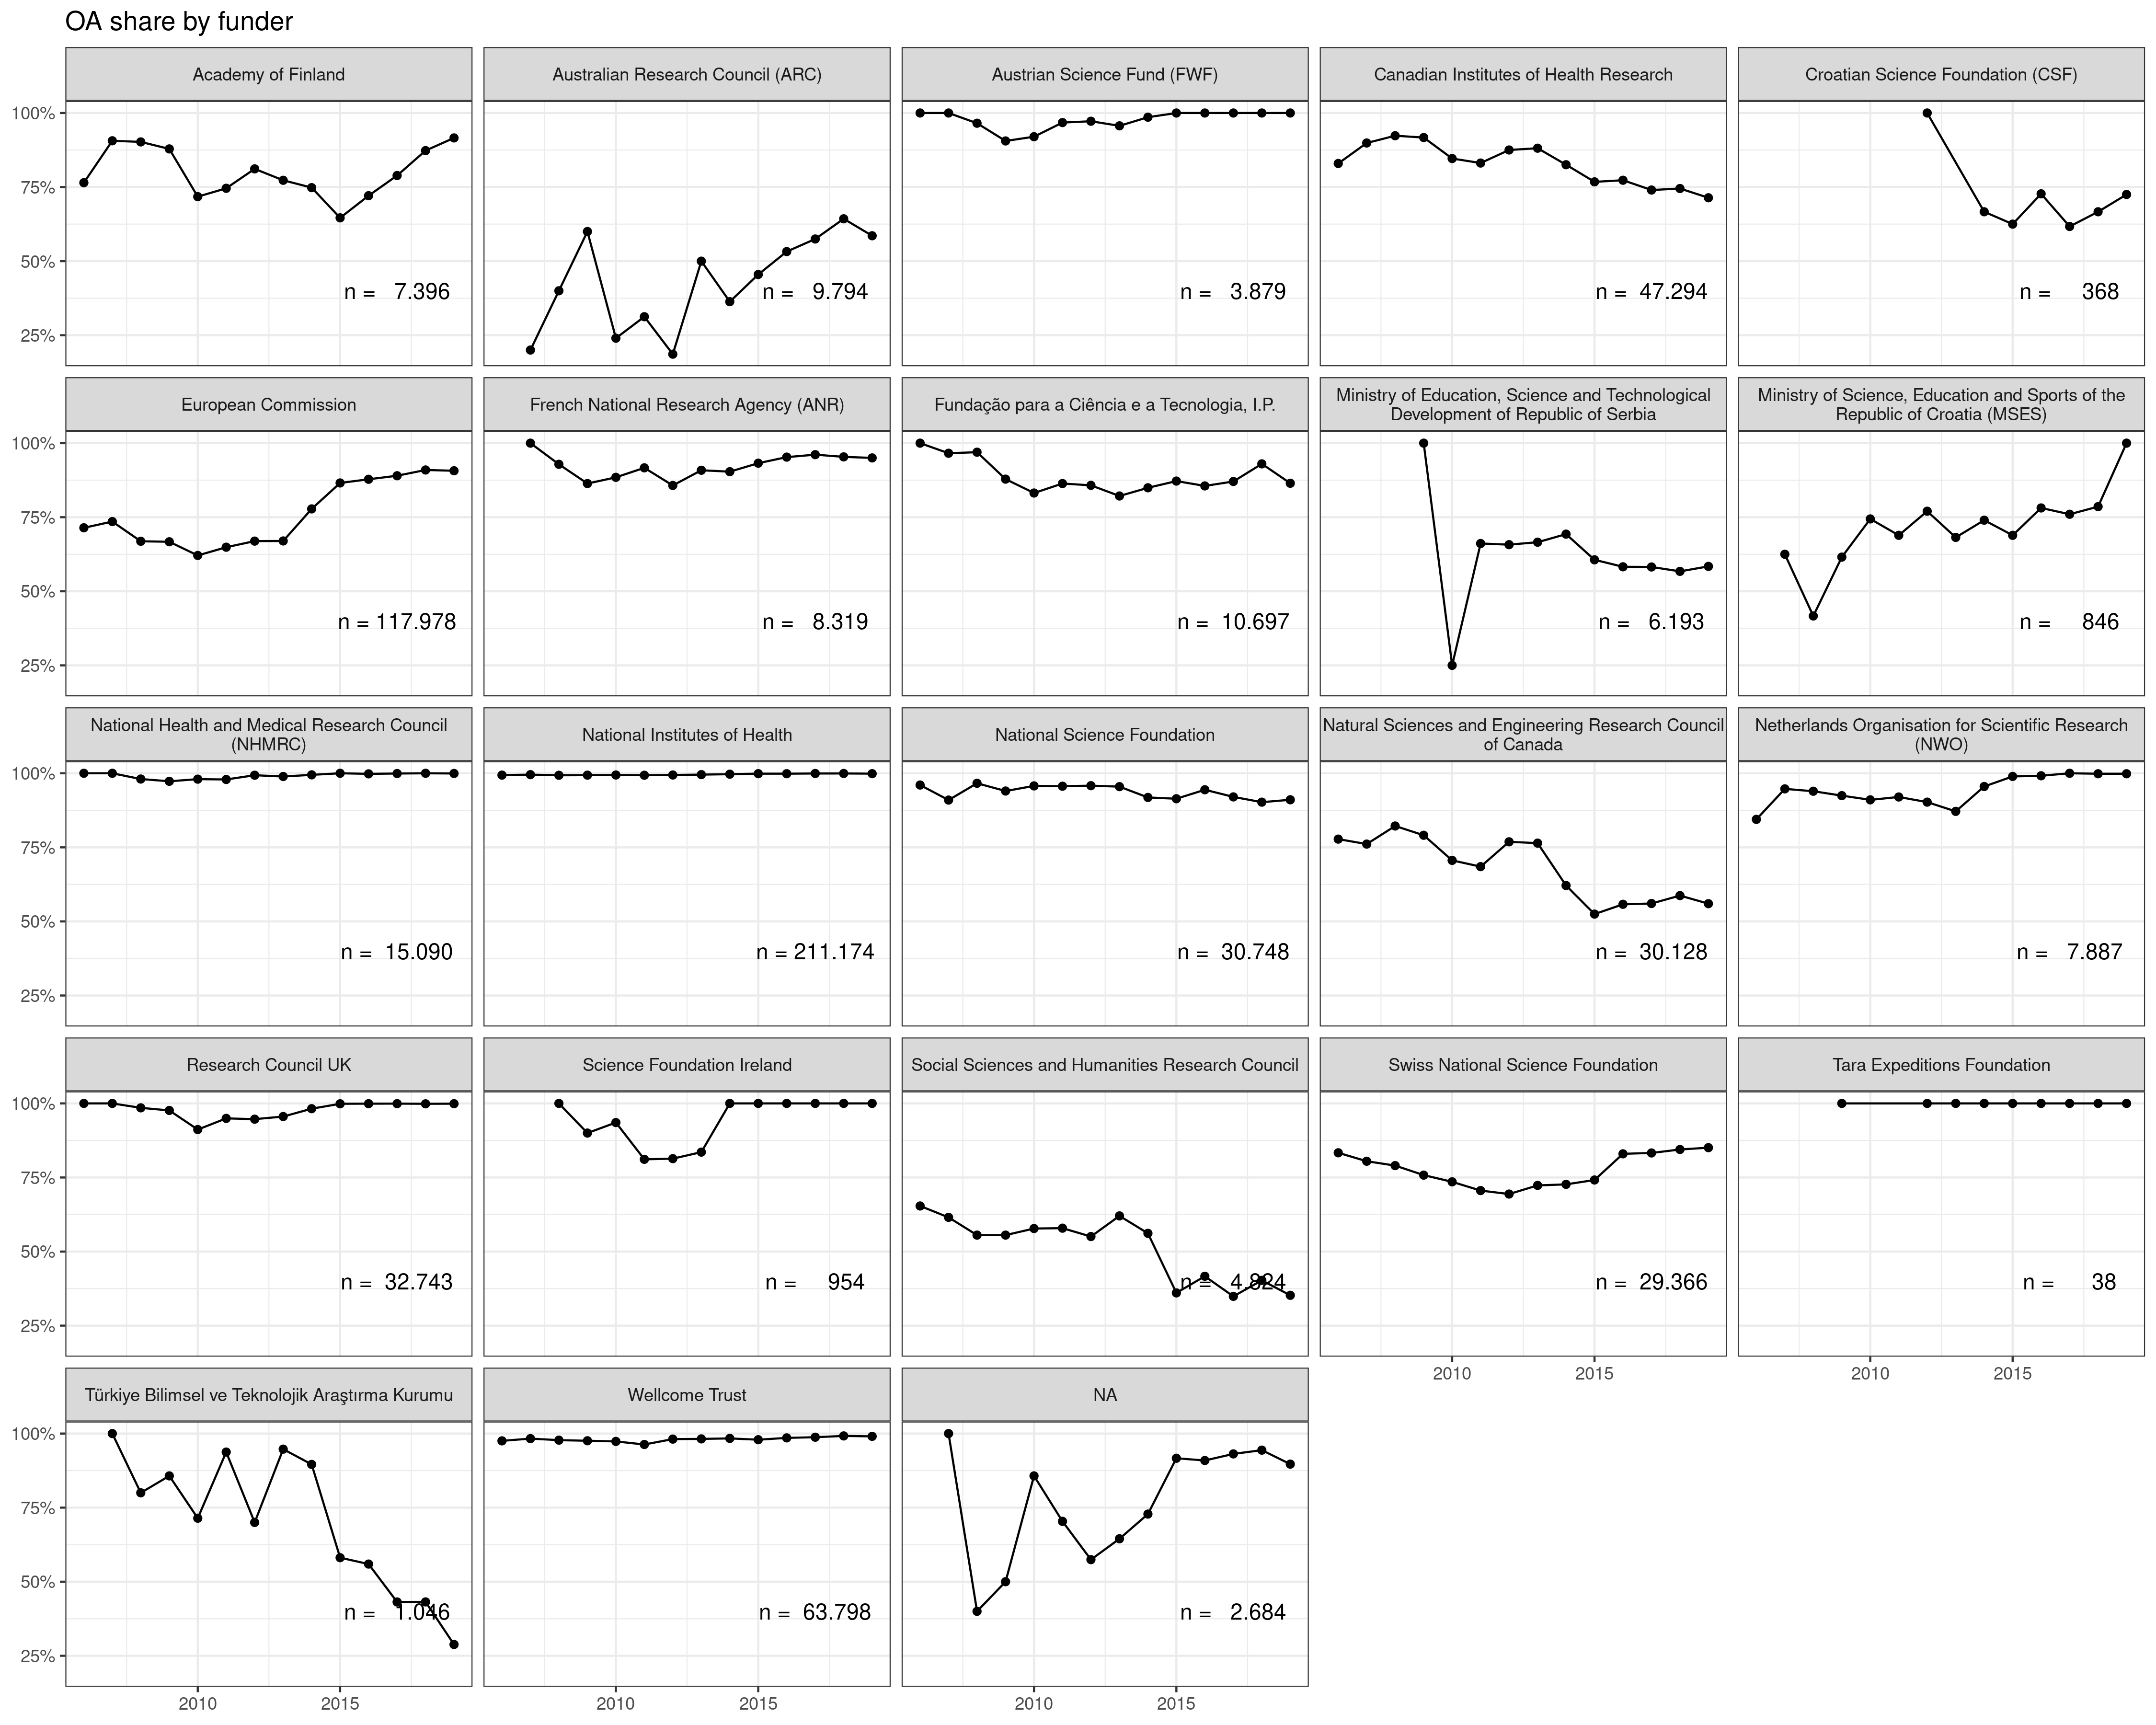 OA share by funder
Academy of Finland
Australian Research Council (ARC)
Austrian Science Fund (FWF)
Canadian Institutes of Health Research
Croatian Science Foundation (CSF)
100%
75%
50%
25%
n = 7.396
n = 9.794
n = 3.879
n = 47.294
n = 368
European Commission
French National Research Agency (ANR)
Fundação para a Ciência e a Tecnologia, I.P.
Ministry of Education, Science and Technological
Development of Republic of Serbia
Ministry of Science, Education and Sports of the
Republic of Croatia (MSES)
100%
75%
50%
25%
n = 117.978
n = 8.319
n = 10.697
n = 6.193
n = 846
National Health and Medical Research Council
(NHMRC)
National Institutes of Health
National Science Foundation
Natural Sciences and Engineering Research Council
of Canada
Netherlands Organisation for Scientific Research
(NWO)
100%
75%
50%
25%
n = 15.090
n = 211.174
n = 30.748
n = 30.128
n = 7.887
Research Council UK
Science Foundation Ireland
Social Sciences and Humanities Research Council
Swiss National Science Foundation
Tara Expeditions Foundation
100%
75%
50%
25%
n = 32.743
n = 954
n = 4.824
n = 29.366
n = 38
2010
2015
2010
2015
Türkiye Bilimsel ve Teknolojik Araştırma Kurumu
Wellcome Trust
NA
100%
75%
50%
25%
n = 1.046
n = 63.798
n = 2.684
2010
2015
2010
2015
2010
2015